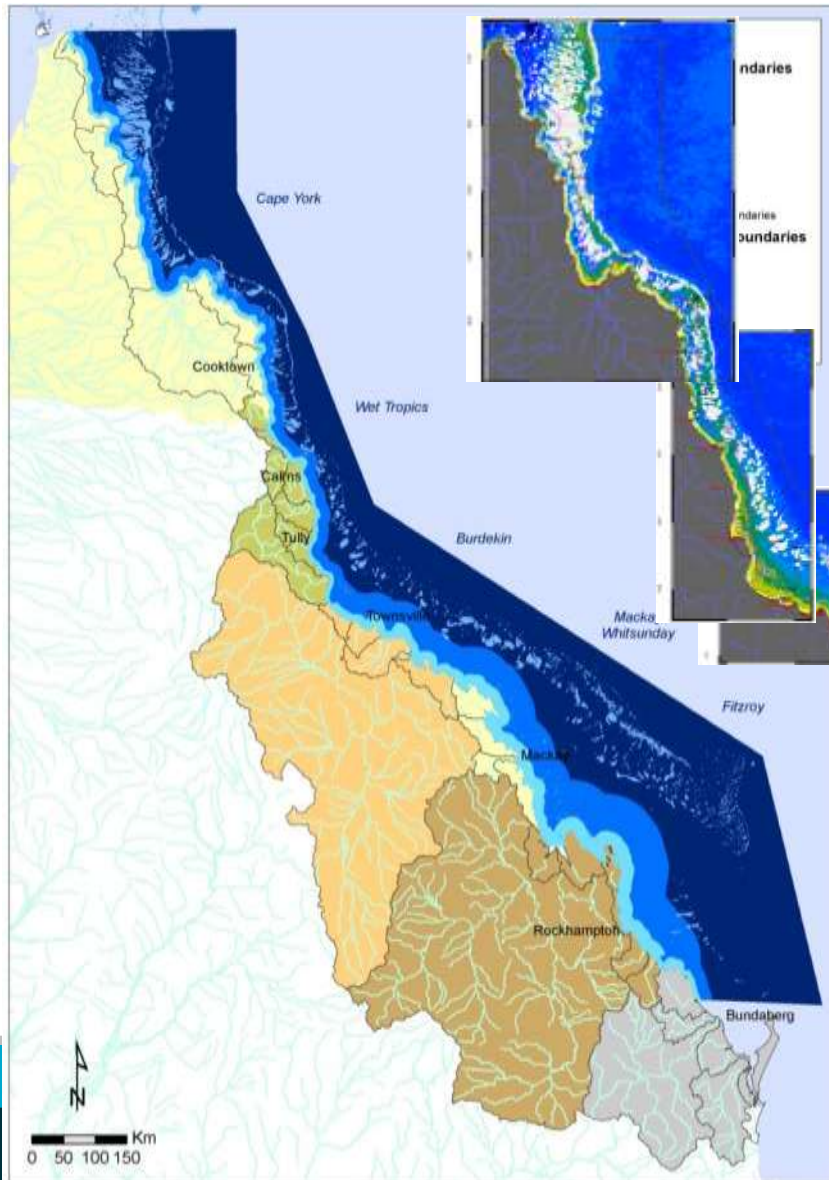 ndaries
Cape York
ndaries
oundaries
Cooktown
Wet Tropics
Cairns
Tully
Burdekin
Townsville
Mackay
Whitsunday
Fitzroy
Mackay
Rockhampton
Bundaberg
N
Km
0 50 100 150